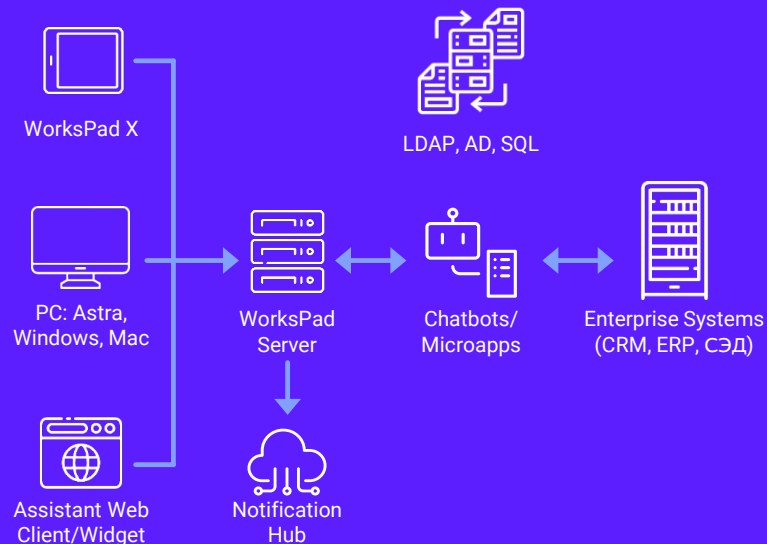 WorksPad X
LDAP, AD, SQL
PC: Astra,
Windows, Mac
WorksPad
Server
Chatbots/
Microapps
Enterprise Systems
(CRM, ERP, СЭД)
Assistant Web
Client/Widget
Notification
Hub